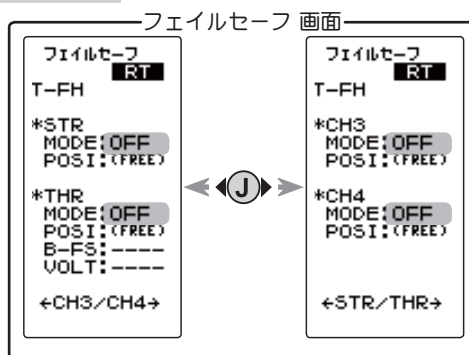 フェイルセーフ 画面
フェイルセーフ
RT
T-FH
*STR
MODE:OFF
POSI:(FREE)
*THR
MODE:OFF
POSI:(FREE)
B-FS:----
VOLT:----
←CH3/CH4→
J
フェイルセーフ
RT
T-FH
*CH3
MODE:OFF
POSI:(FREE)
*CH4
MODE:OFF
POSI:(FREE)
←STR/THR→